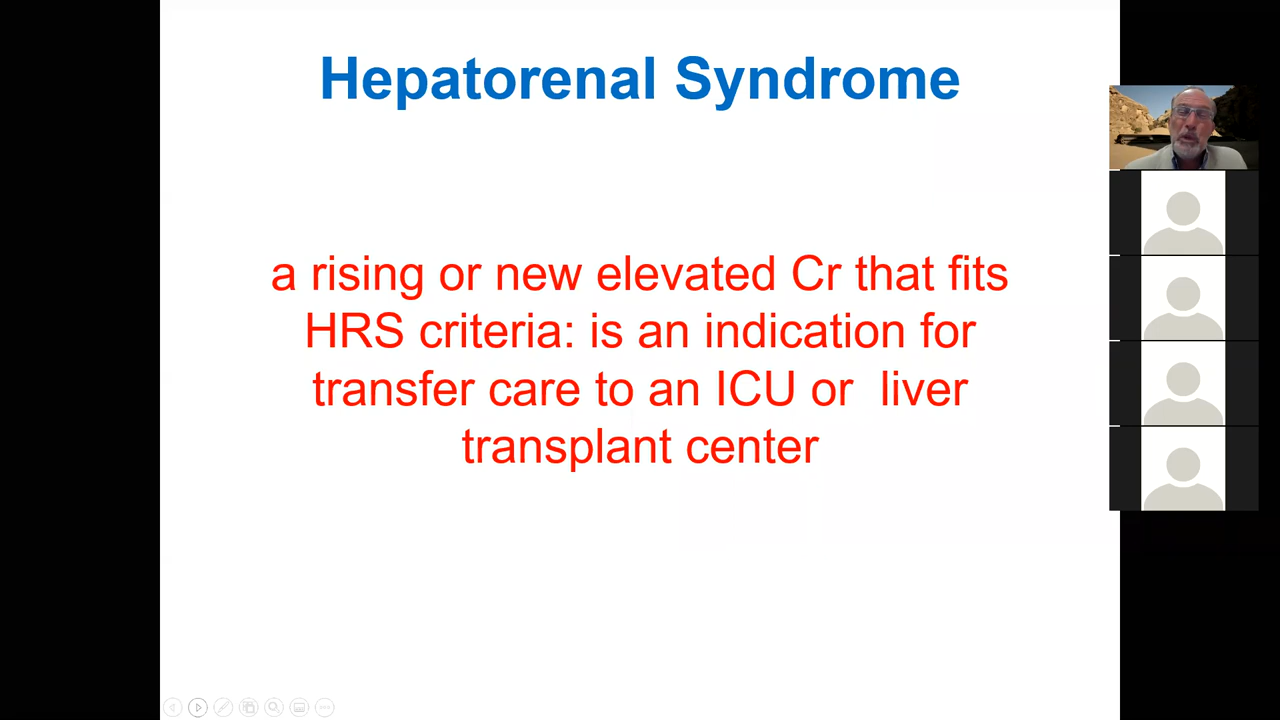 Hepatorenal Syndrome
a rising or new elevated Cr that fits
HRS criteria: is an indication for
transfer care to an ICU or  liver
transplant center